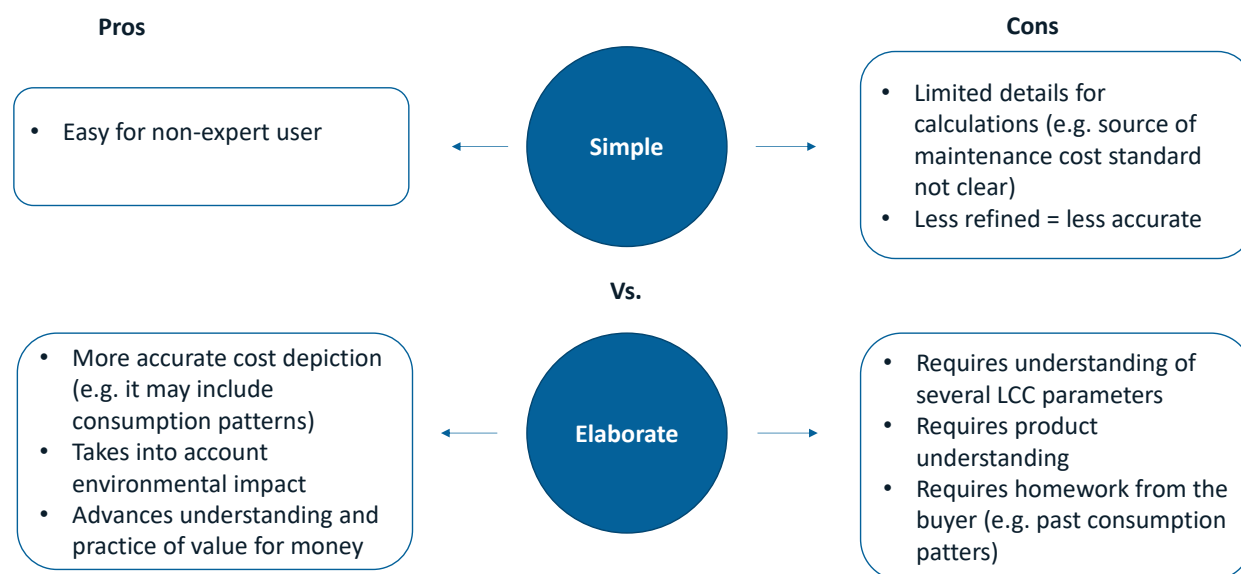 Pros
Cons
• Easy for non-expert user
Simple
• Limited details for
calculations (e.g. source of
maintenance cost standard
not clear)
• Less refined = less accurate
Vs.
• More accurate cost depiction
(e.g. it may include
consumption patterns)
• Takes into account
environmental impact
• Advances understanding and
practice of value for money
Elaborate
• Requires understanding of
several LCC parameters
• Requires product
understanding
• Requires homework from the
buyer (e.g. past consumption
patters)